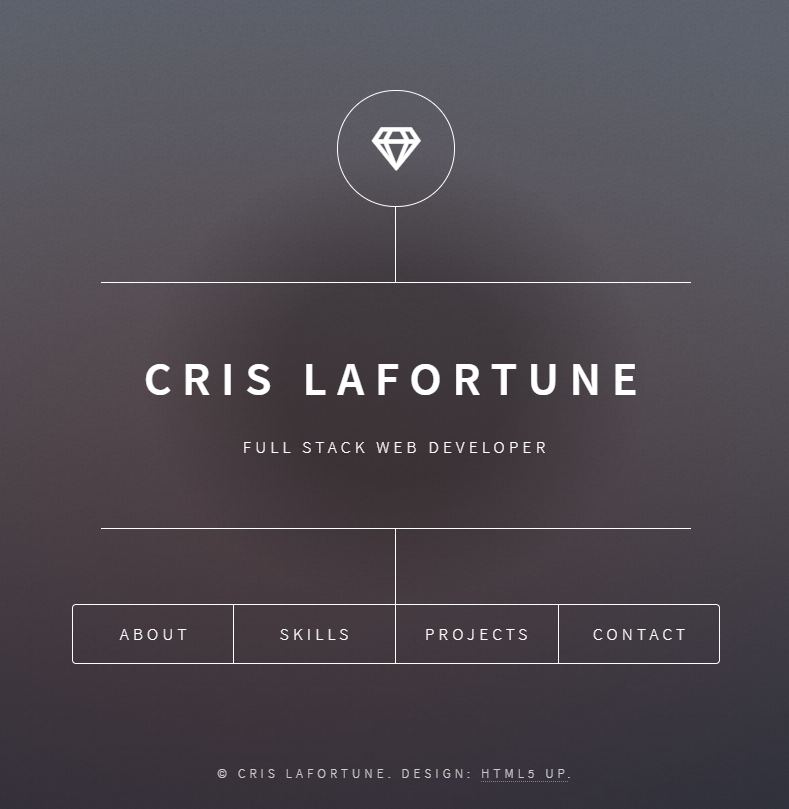 CRIS LAFORTUNE
FULL STACK WEB DEVELOPER
ABOUT SKILLS PROJECTS CONTACT
© CRIS LAFORTUNE. DESIGN: HTML5 UP.